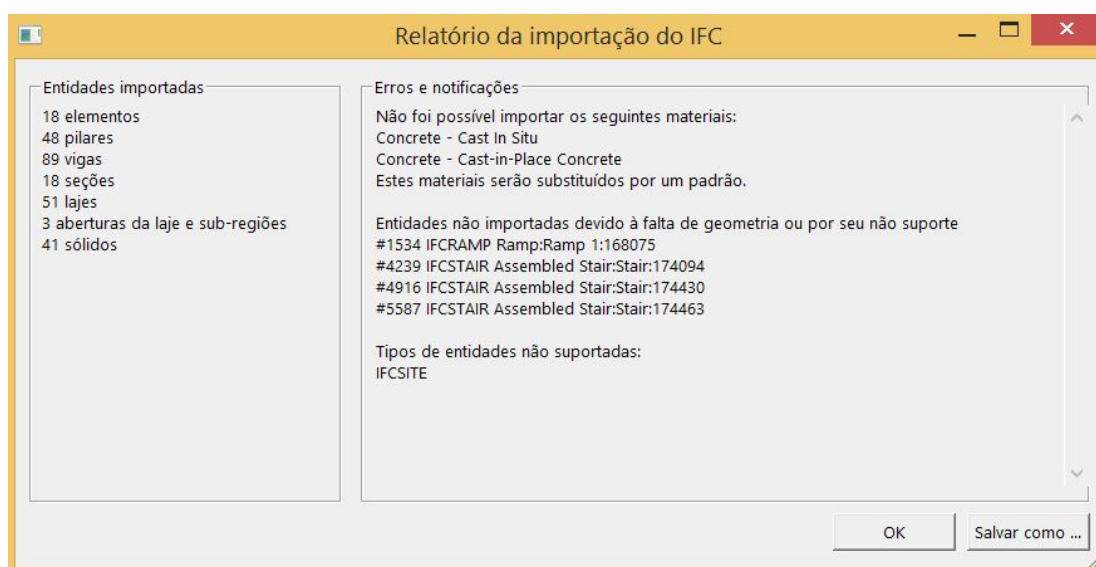 Relatório da importação do IFC
Entidades importadas
18 elementos
48 pilares
89 vigas
18 seções
51 lajes
3 aberturas da laje e sub-regiões
41 sólidos
Erros e notificações
Não foi possível importar os seguintes materiais:
Concrete - Cast In Situ
Concrete - Cast-in-Place Concrete
Estes materiais serão substituídos por um padrão.
Entidades não importadas devido à falta de geometria ou por seu não suporte
#1534 IFCRAMP Ramp:Ramp 1:168075
#4239 IFCSTAIR Assembled Stair:Stair:174094
#4916 IFCSTAIR Assembled Stair:Stair:174430
#5587 IFCSTAIR Assembled Stair:Stair:174463
Tipos de entidades não suportadas:
IFCSITE
OK
Salvar como ...